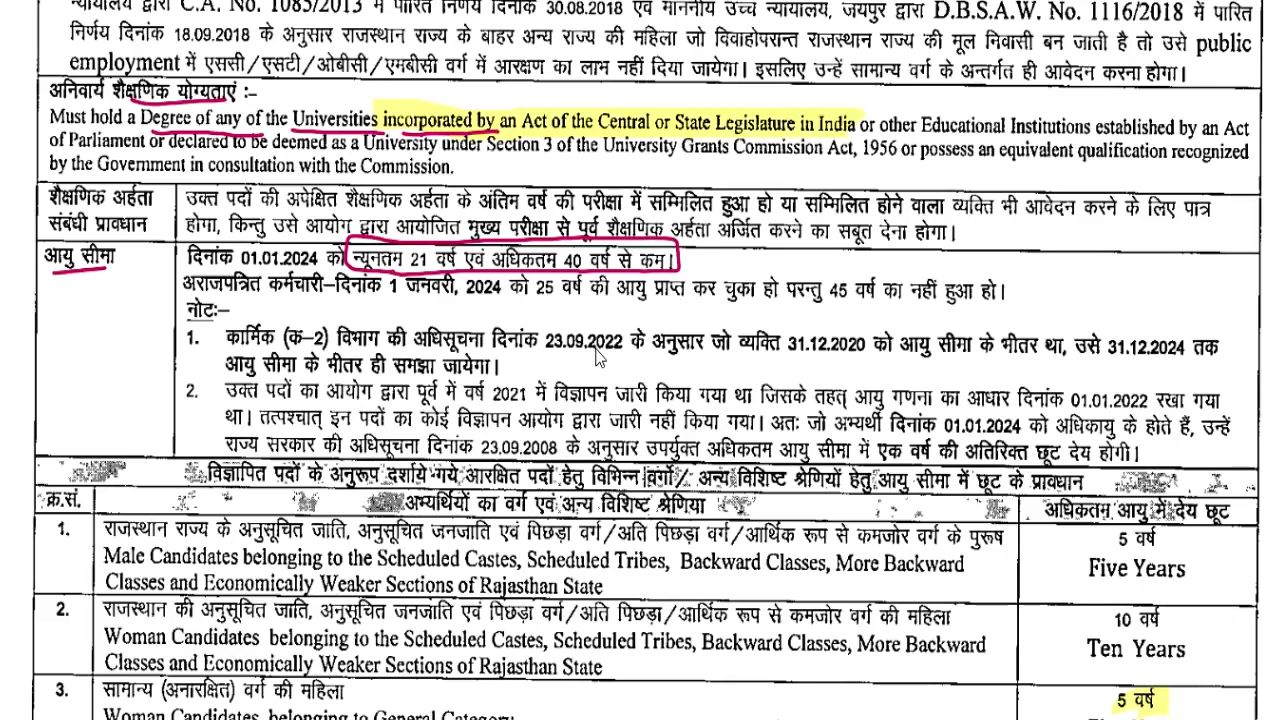 न्यायालय द्वारा C.A. No. 1085/2013 में पारित निर्णय दिनांक 30.08.2018 एवं माननीय उच्च न्यायालय, जयपुर द्वारा D.B.S.A.W. No. 1116/2018 में पारित
निर्णय दिनांक 18.09.2018 के अनुसार राजस्थान राज्य के बाहर अन्य राज्य की महिला जो विवाहोपरान्त राजस्थान राज्य की मूल निवासी बन जाती है तो उसे public
employment में एससी/एसटी/ओबीसी/एमबीसी वर्ग में आरक्षण का लाभ नहीं दिया जायेगा। इसलिए उन्हें सामान्य वर्ग के अन्तर्गत ही आवेदन करना होगा।
अनिवार्य शैक्षणिक योग्यताएं :-
Must hold a Degree of any of the Universities incorporated by an Act of the Central or State Legislature in India or other Educational Institutions established by an Act
of Parliament or declared to be deemed as a University under Section 3 of the University Grants Commission Act, 1956 or possess an equivalent qualification recognized
by the Government in consultation with the Commission.
शैक्षणिक अर्हता संबंधी प्रावधान
उक्त पदों की अपेक्षित शैक्षणिक अर्हता के अंतिम वर्ष की परीक्षा में सम्मिलित हुआ हो या सम्मिलित होने वाला व्यक्ति भी आवेदन करने के लिए पात्र
होगा, किन्तु उसे आयोग द्वारा आयोजित मुख्य परीक्षा से पूर्व शैक्षणिक अर्हता अर्जित करने का सबूत देना होगा।
आयु सीमा
दिनांक 01.01.2024 को न्यूनतम 21 वर्ष एवं अधिकतम 40 वर्ष से कम।
अराजपत्रित कर्मचारी-दिनांक 1 जनवरी, 2024 को 25 वर्ष की आयु प्राप्त कर चुका हो परन्तु 45 वर्ष का नहीं हुआ हो।
नोटः-
1. कार्मिक (क-2) विभाग की अधिसूचना दिनांक 23.09.2022 के अनुसार जो व्यक्ति 31.12.2020 को आयु सीमा के भीतर था, उसे 31.12.2024 तक
आयु सीमा के भीतर ही समझा जायेगा।
2. उक्त पदों का आयोग द्वारा पूर्व में वर्ष 2021 में विज्ञापन जारी किया गया था जिसके तहत् आयु गणना का आधार दिनांक 01.01.2022 रखा गया
था। तत्पश्चात् इन पदों का कोई विज्ञापन आयोग द्वारा जारी नहीं किया गया। अतः जो अभ्यर्थी दिनांक 01.01.2024 को अधिकायु के होते हैं, उन्हें
राज्य सरकार की अधिसूचना दिनांक 23.09.2008 के अनुसार उपर्युक्त अधिकतम आयु सीमा में एक वर्ष की अतिरिक्त छूट देय होगी।
विज्ञापित पदों के अनुरूप दर्शाये गये आरक्षित पदों हेतु विभिन्न वर्गो/ अन्य विशिष्ट श्रेणियों हेतु आयु सीमा में छूट के प्रावधान
क्र.सं. अभ्यर्थियों का वर्ग एवं अन्य विशिष्ट श्रेणिया अधिकतम आयु में देय छूट
1. राजस्थान राज्य के अनुसूचित जाति, अनुसूचित जनजाति एवं पिछड़ा वर्ग/अति पिछड़ा वर्ग/आर्थिक रूप से कमजोर वर्ग के पुरूष 5 वर्ष
Male Candidates belonging to the Scheduled Castes, Scheduled Tribes, Backward Classes, More Backward Five Years
Classes and Economically Weaker Sections of Rajasthan State
2. राजस्थान की अनुसूचित जाति, अनुसूचित जनजाति एवं पिछड़ा वर्ग/अति पिछड़ा/आर्थिक रूप से कमजोर वर्ग की महिला 10 वर्ष
Woman Candidates belonging to the Scheduled Castes, Scheduled Tribes, Backward Classes, More Backward Ten Years
Classes and Economically Weaker Sections of Rajasthan State
3. सामान्य (अनारक्षित) वर्ग की महिला 5 वर्ष
Woman Candidates belonging to General Category